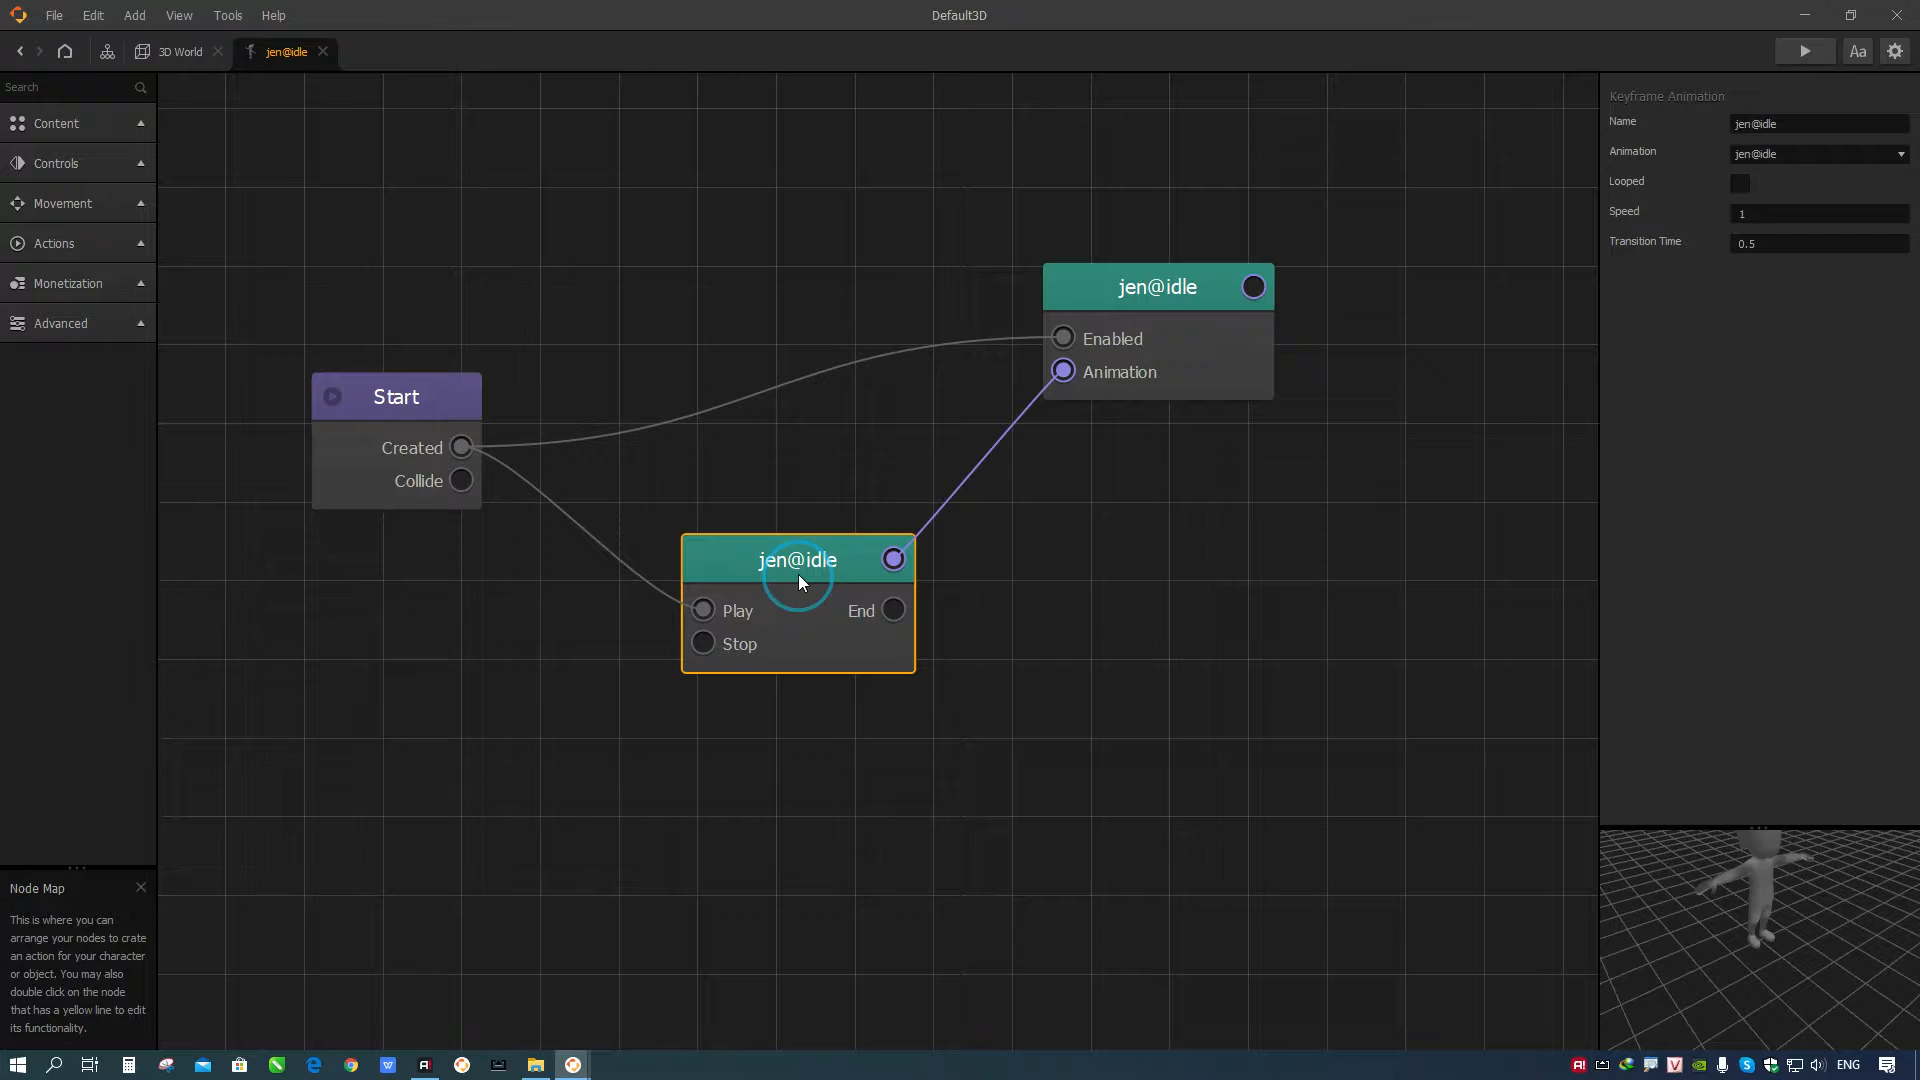 File Edit Add View Tools Help
Default3D
3D World
jen@idle
Aa
Search
Content
Controls
Movement
Actions
Monetization
Advanced
Start
Created
Collide
jen@idle
Play
End
Stop
jen@idle
Enabled
Animation
Keyframe Animation
Name
jen@idle
Animation
jen@idle
Looped
Speed
1
Transition Time
0.5
Node Map
This is where you can
arrange your nodes to crate
an action for your character
or object. You may also
double click on the node
that has a yellow line to edit
its functionality.
ENG